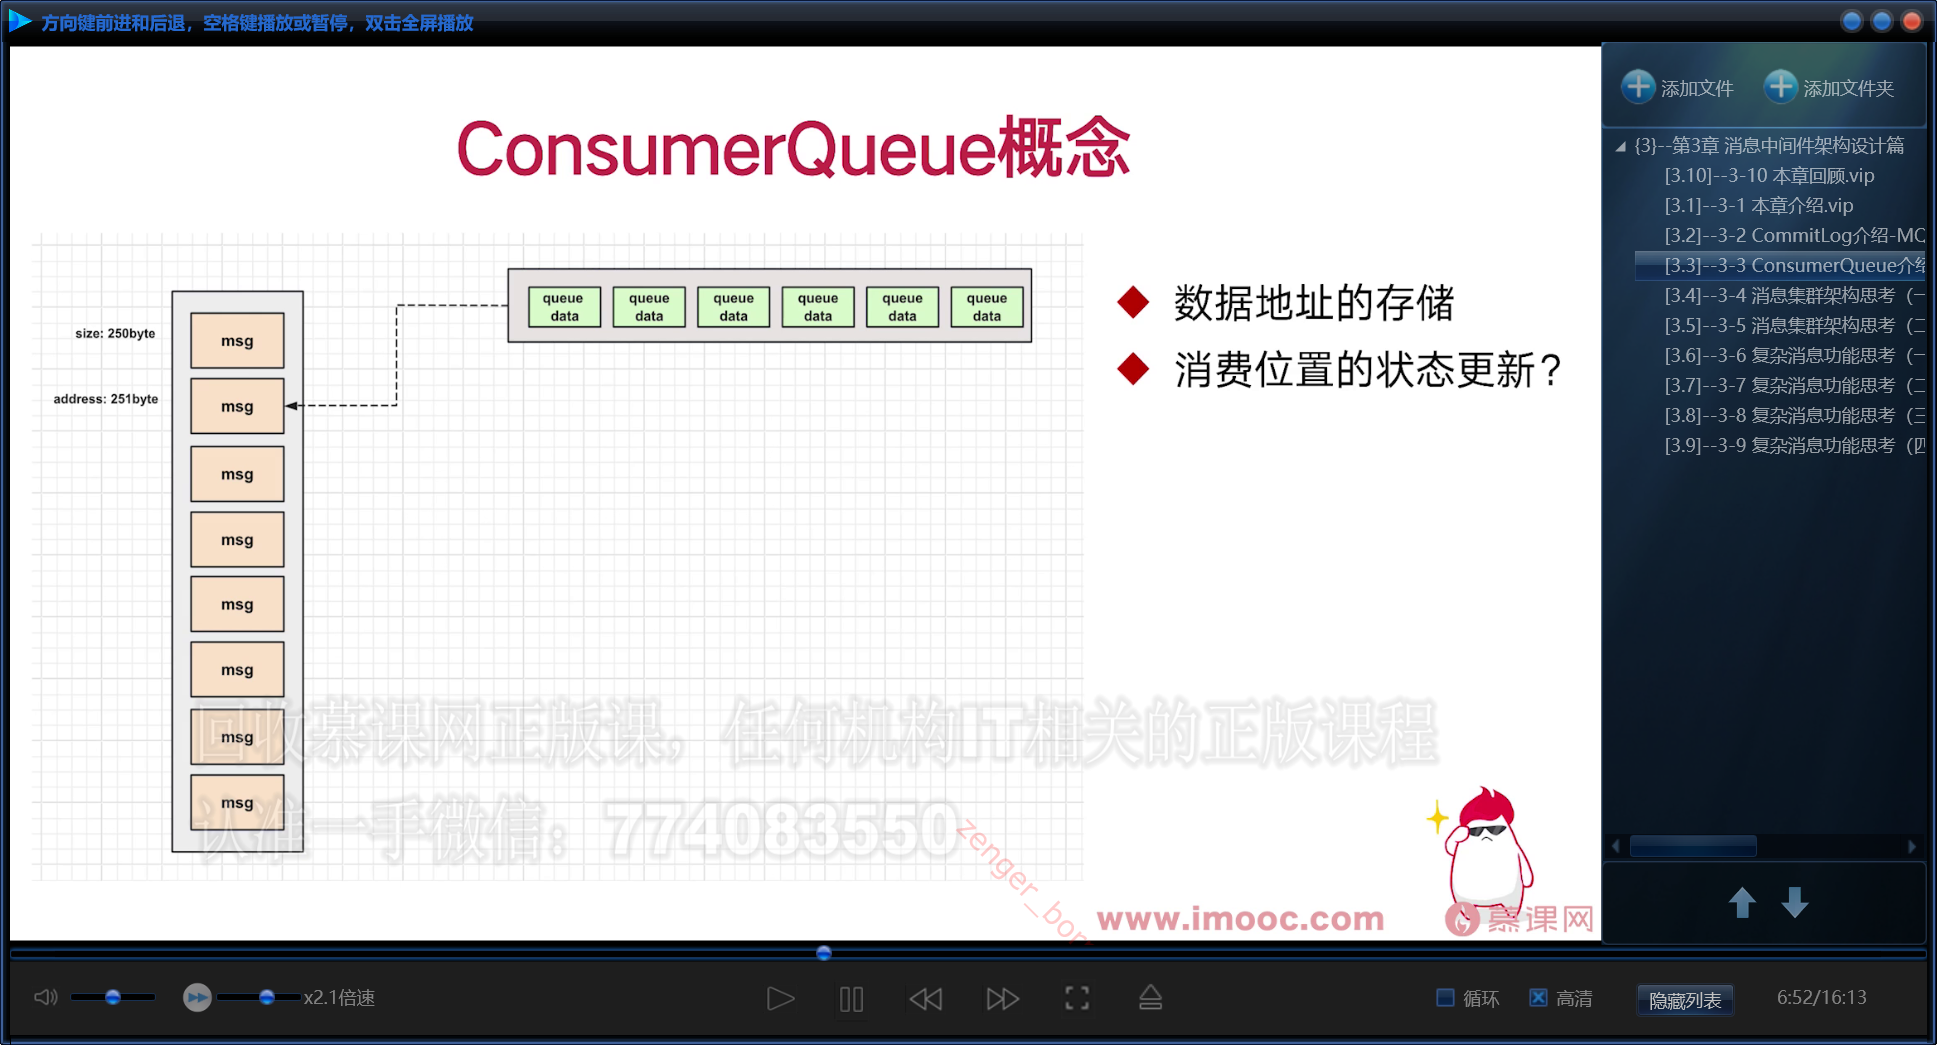 方向键前进和后退，空格键播放或暂停，双击全屏播放
添加文件
添加文件夹
{3}--第3章 消息中间件架构设计篇
[3.10]--3-10 本章回顾.vip
[3.1]--3-1 本章介绍.vip
[3.2]--3-2 CommitLog介绍-MQ
[3.3]--3-3 ConsumerQueue介绍
[3.4]--3-4 消息集群架构思考（一
[3.5]--3-5 消息集群架构思考（二
[3.6]--3-6 复杂消息功能思考（一
[3.7]--3-7 复杂消息功能思考（二
[3.8]--3-8 复杂消息功能思考（三
[3.9]--3-9 复杂消息功能思考（四
ConsumerQueue概念
size: 250byte
address: 251byte
msg
msg
msg
msg
msg
msg
msg
msg
queue data
queue data
queue data
queue data
queue data
queue data
数据地址的存储
消费位置的状态更新？
回收慕课网正版课，任何机构IT相关的正版课程
认准一手微信：774083550
zenger_bor
www.imooc.com
慕课网
x2.1倍速
循环
高清
隐藏列表
6:52/16:13